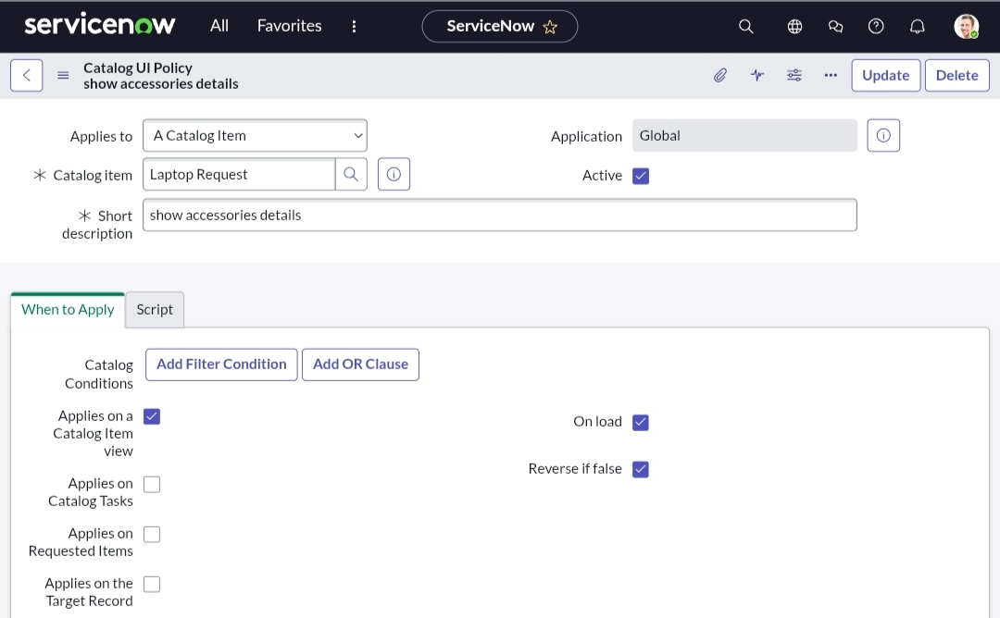 servicenow All Favorites ServiceNow
Catalog UI Policy
show accessories details
Update Delete
Applies to A Catalog Item Application Global
Catalog item Laptop Request Active
Short description show accessories details
When to Apply Script
Catalog Conditions Add Filter Condition Add OR Clause
Applies on a Catalog Item view On load
Reverse if false
Applies on Catalog Tasks
Applies on Requested Items
Applies on the Target Record